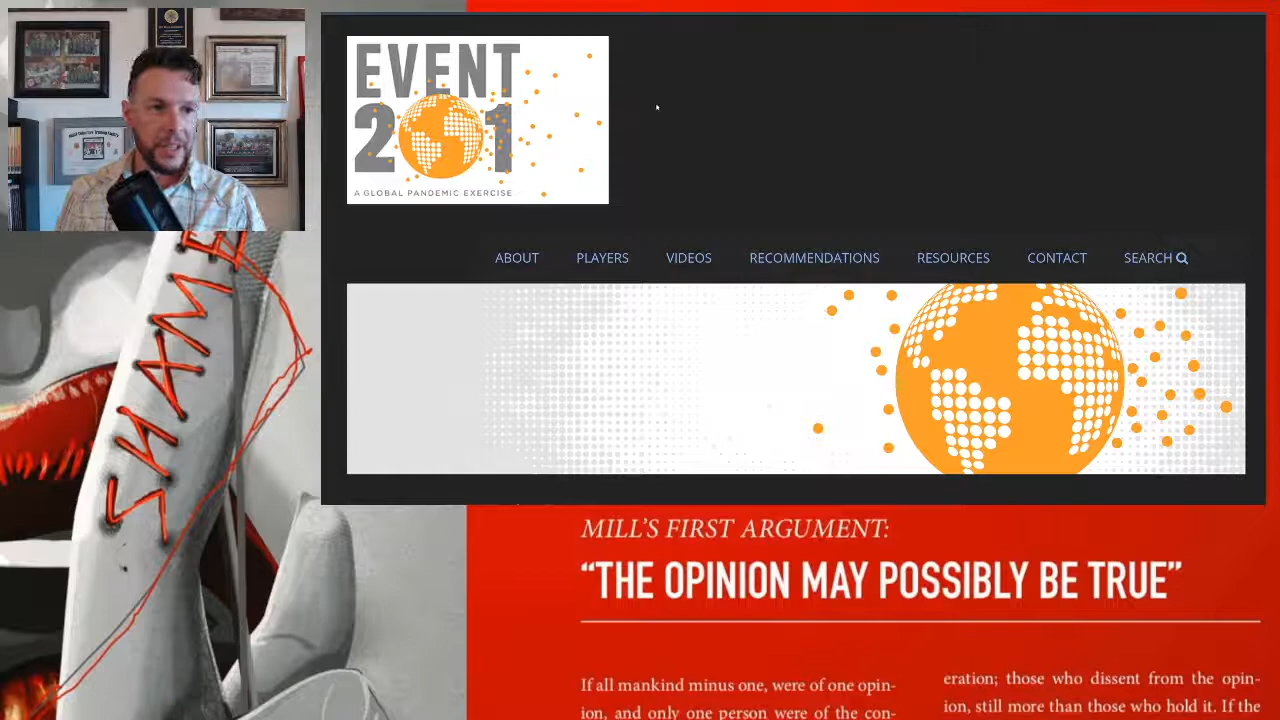 EVENT
201
A GLOBAL PANDEMIC EXERCISE
ABOUT PLAYERS VIDEOS RECOMMENDATIONS RESOURCES CONTACT SEARCH
SHAME
MILL’S FIRST ARGUMENT:
“THE OPINION MAY POSSIBLY BE TRUE”
If all mankind minus one, were of one opin-
ion, and only one person were of the con-
eration; those who dissent from the opin-
ion, still more than those who hold it. If the